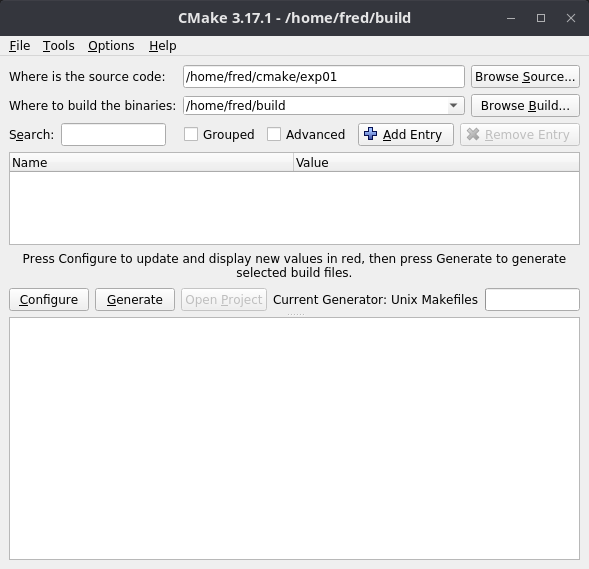 CMake 3.17.1 - /home/fred/build
File Tools Options Help
Where is the source code: /home/fred/cmake/exp01 Browse Source...
Where to build the binaries: /home/fred/build Browse Build...
Search: Grouped Advanced Add Entry Remove Entry
Name Value
Press Configure to update and display new values in red, then press Generate to generate
selected build files.
Configure Generate Open Project Current Generator: Unix Makefiles